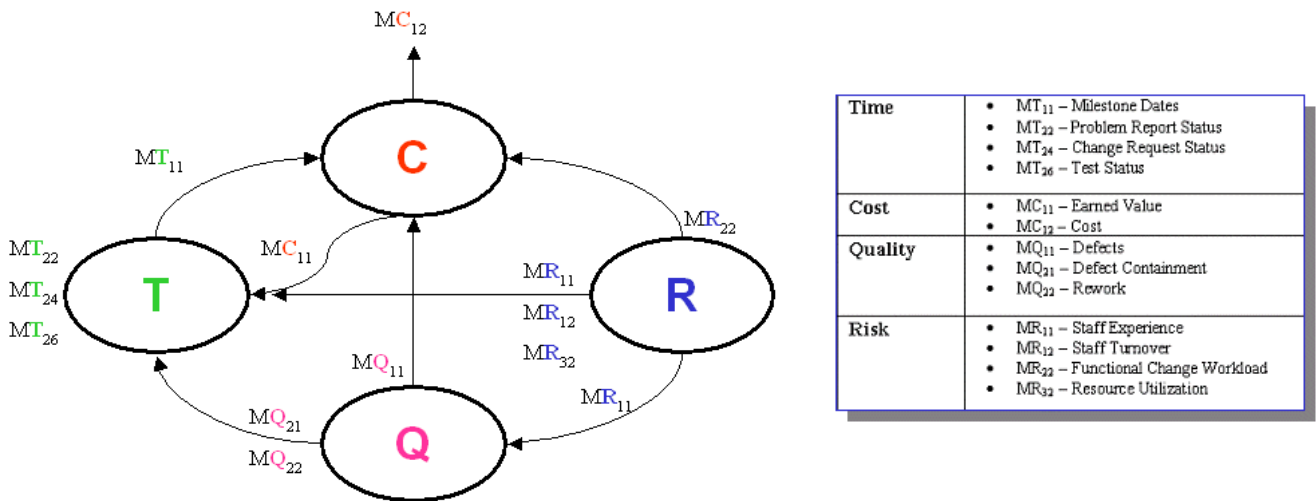 MC₁₂
C
MT₁₁
MR₂₂
MC₁₁
MT₂₂
MT₂₄
MT₂₆
T
MR₁₁
MR₁₂
MR₃₂
R
MQ₁₁
MR₁₁
MQ₂₁
MQ₂₂
Q
Time
• MT₁₁ – Milestone Dates
• MT₂₂ – Problem Report Status
• MT₂₄ – Change Request Status
• MT₂₆ – Test Status
Cost
• MC₁₁ – Earned Value
• MC₁₂ – Cost
Quality
• MQ₁₁ – Defects
• MQ₂₁ – Defect Containment
• MQ₂₂ – Rework
Risk
• MR₁₁ – Staff Experience
• MR₁₂ – Staff Turnover
• MR₂₂ – Functional Change Workload
• MR₃₂ – Resource Utilization